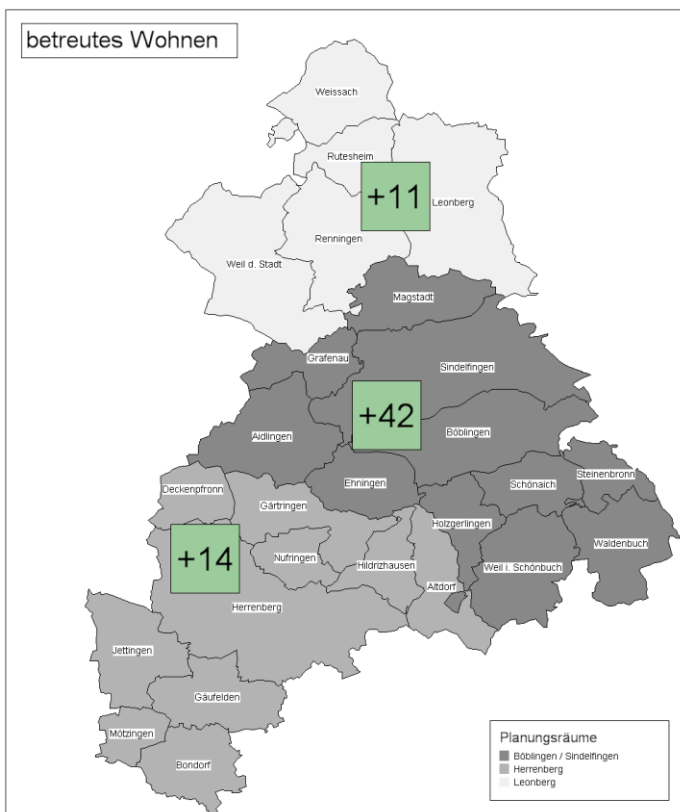 betreutes Wohnen
Weissach
Rutesheim
+11
Leonberg
Renningen
Weil d. Stadt
Magstadt
Grafenau
Sindelfingen
+42
Aidlingen
Böblingen
Ehningen
Steinenbronn
Schönaich
Deckenpfronn
Gärtringen
Holzgerlingen
Waldenbuch
+14
Nufringen
Hildrizhausen
Weil i. Schönbuch
Altdorf
Herrenberg
Jettingen
Gäufelden
Mötzingen
Bondorf
Planungsräume
Böblingen / Sindelfingen
Herrenberg
Leonberg